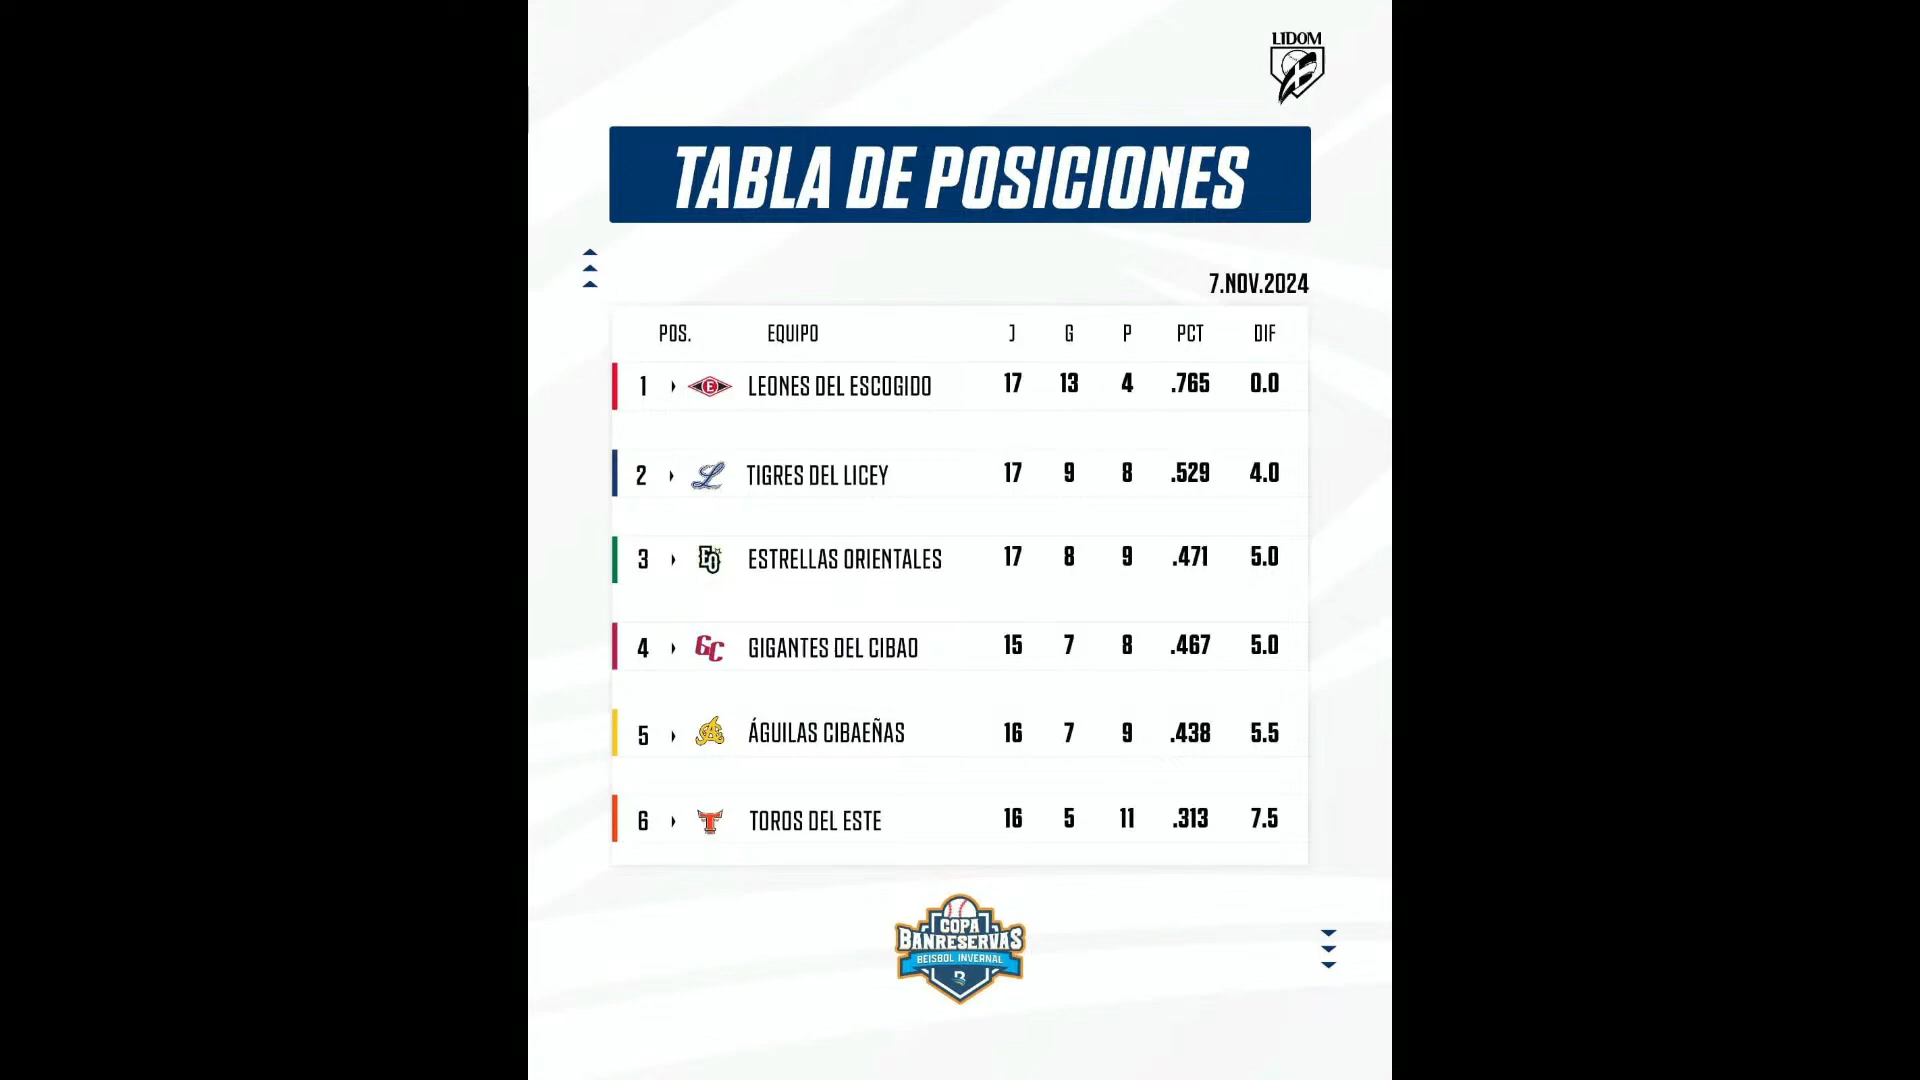 LIDOM
TABLA DE POSICIONES
7.NOV.2024
POS. EQUIPO J G P PCT DIF
1 E LEONES DEL ESCOGIDO 17 13 4 .765 0.0
2 L TIGRES DEL LICEY 17 9 8 .529 4.0
3 EO ESTRELLAS ORIENTALES 17 8 9 .471 5.0
4 GC GIGANTES DEL CIBAO 15 7 8 .467 5.0
5 ÁGUILAS CIBAEÑAS 16 7 9 .438 5.5
6 T TOROS DEL ESTE 16 5 11 .313 7.5
COPA
BANRESERVAS
BEISBOL INVERNAL